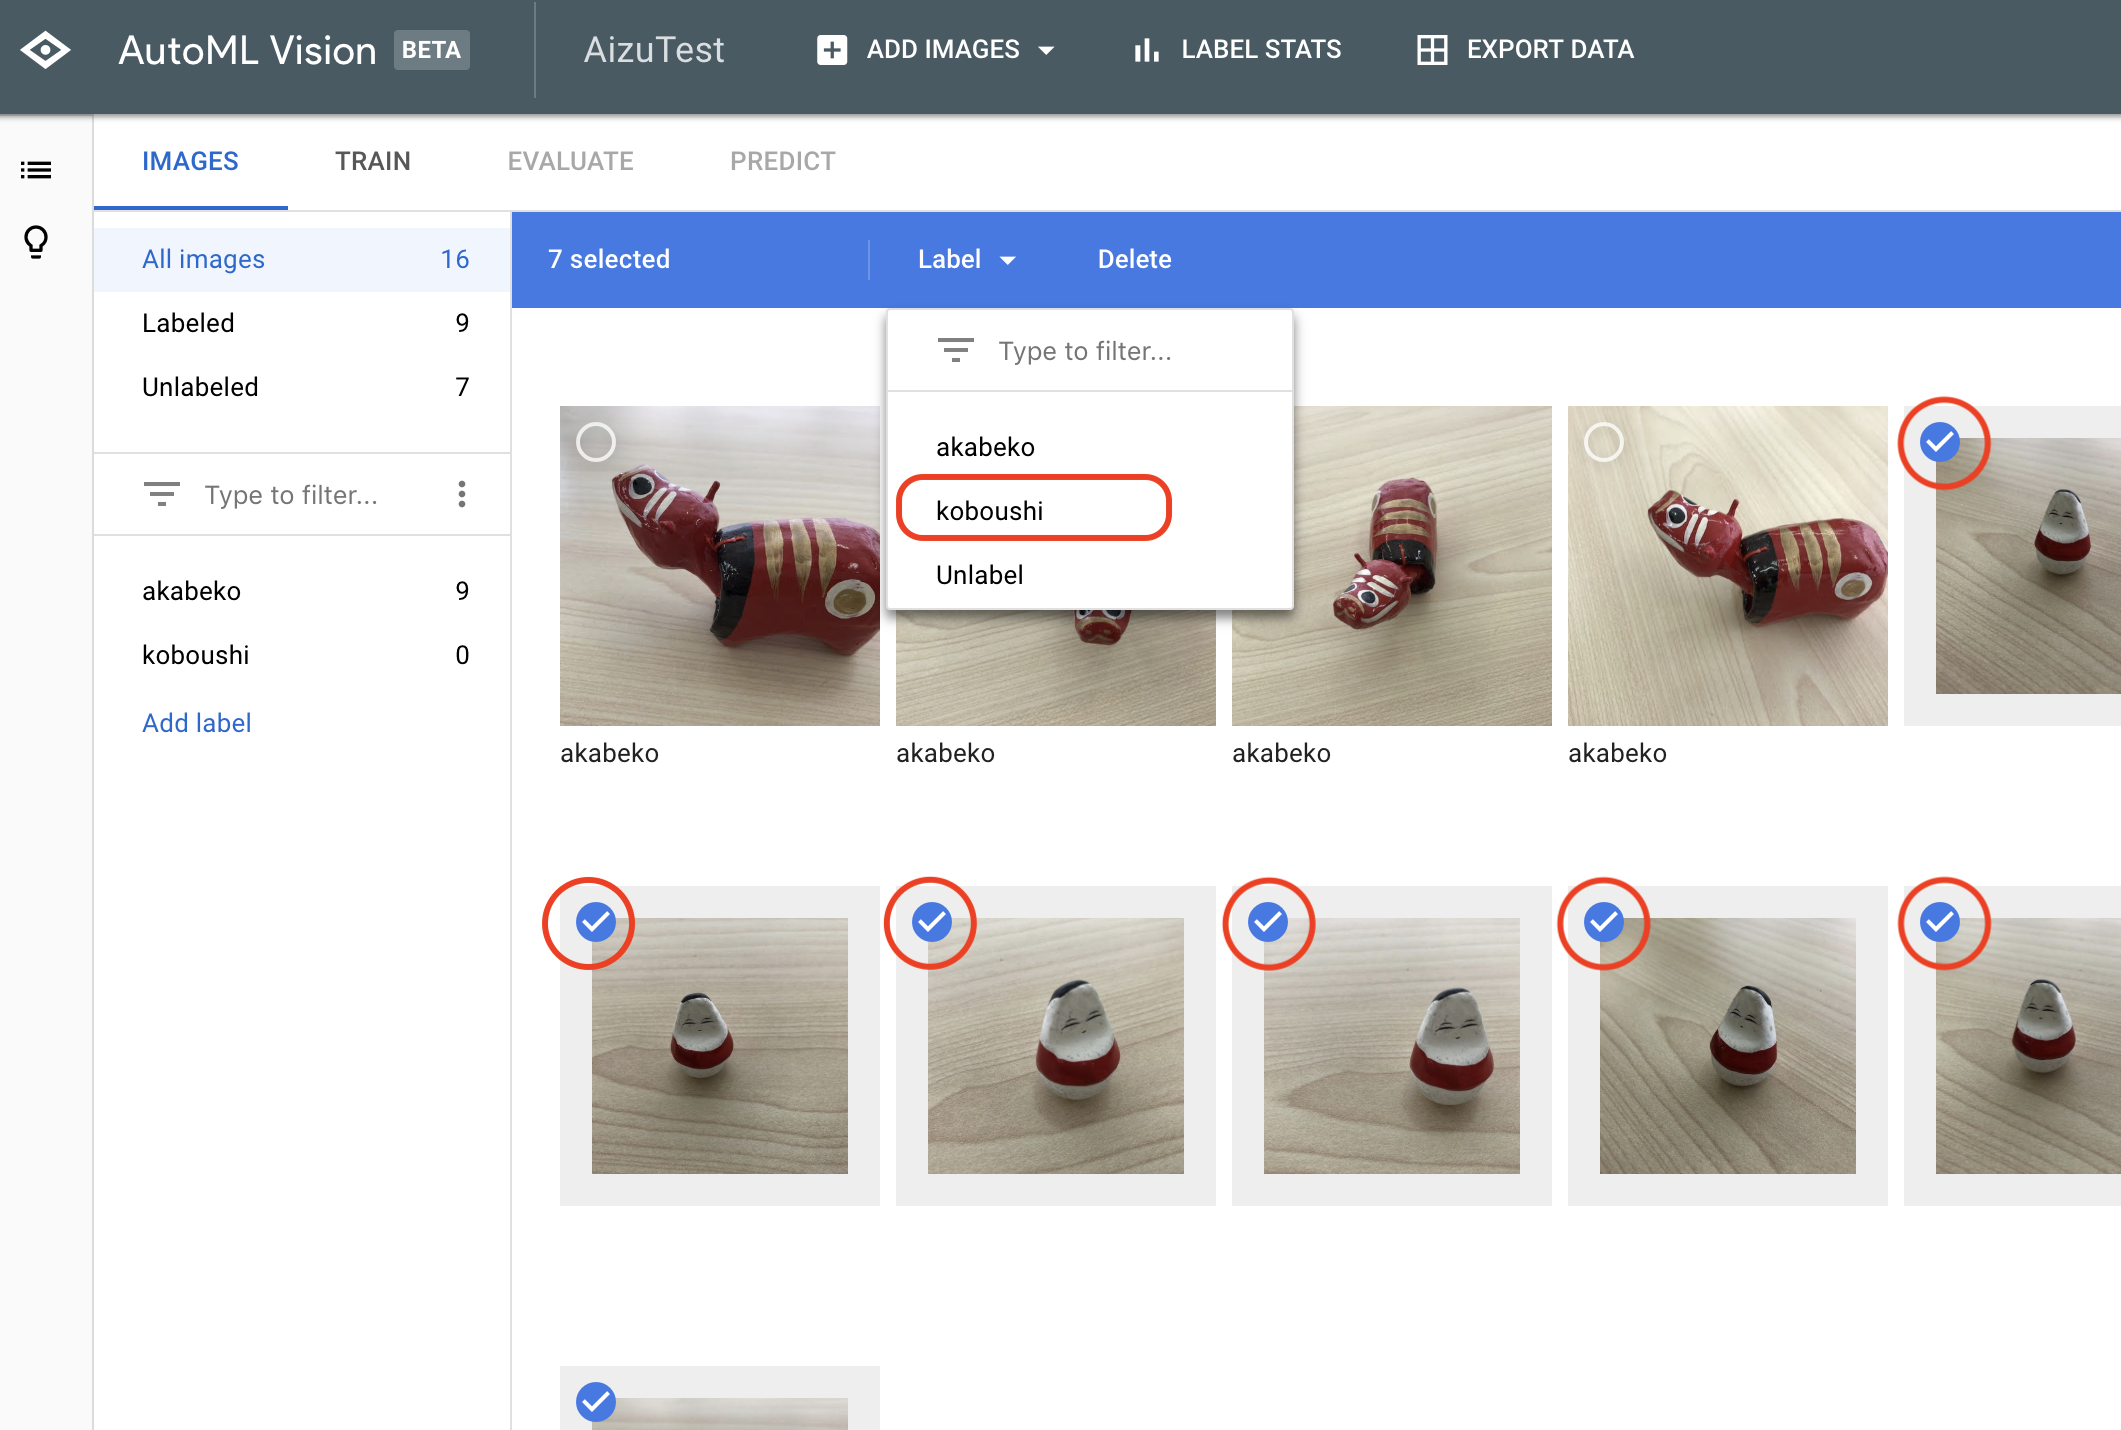 AutoML Vision BETA AizuTest ADD IMAGES LABEL STATS EXPORT DATA
IMAGES TRAIN EVALUATE PREDICT
All images 16
Labeled 9
Unlabeled 7
Type to filter...
akabeko 9
koboushi 0
Add label
7 selected Label Delete
Type to filter...
akabeko
koboushi
Unlabel
akabeko akabeko akabeko akabeko